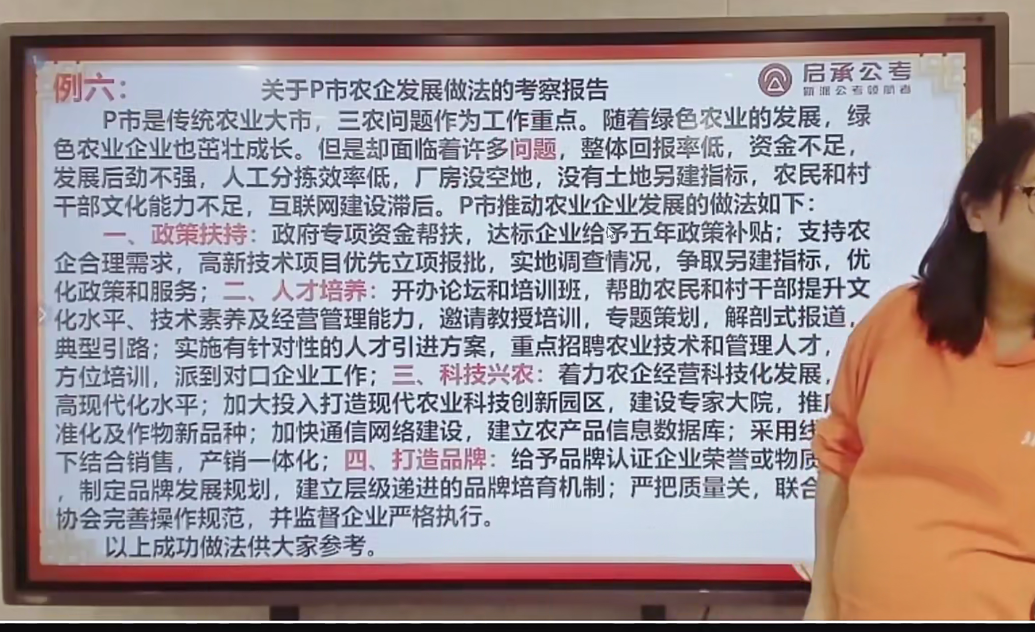 例六：
关于P市农企发展做法的考察报告
启承公考
P市是传统农业大市，三农问题作为工作重点。随着绿色农业的发展，绿
色农业企业也茁壮成长。但是却面临着许多问题，整体回报率低，资金不足，
发展后劲不强，人工分拣效率低，厂房没空地，没有土地另建指标，农民和村
干部文化能力不足，互联网建设滞后。P市推动农业企业发展的做法如下：
一、政策扶持：政府专项资金帮扶，达标企业给予五年政策补贴；支持农
企合理需求，高新技术项目优先立项报批，实地调查情况，争取另建指标，优
化政策和服务；二、人才培养：开办论坛和培训班，帮助农民和村干部提升文
化水平、技术素养及经营管理能力，邀请教授培训，专题策划，解剖式报道，
典型引路；实施有针对性的人才引进方案，重点招聘农业技术和管理人才，
方位培训，派到对口企业工作；三、科技兴农：着力农企经营科技化发展，
高现代化水平；加大投入打造现代农业科技创新园区，建设专家大院，推
准化及作物新品种；加快通信网络建设，建立农产品信息数据库；采用线
下结合销售，产销一体化；四、打造品牌：给予品牌认证企业荣誉或物质
，制定品牌发展规划，建立层级递进的品牌培育机制；严把质量关，联合
协会完善操作规范，并监督企业严格执行。
以上成功做法供大家参考。